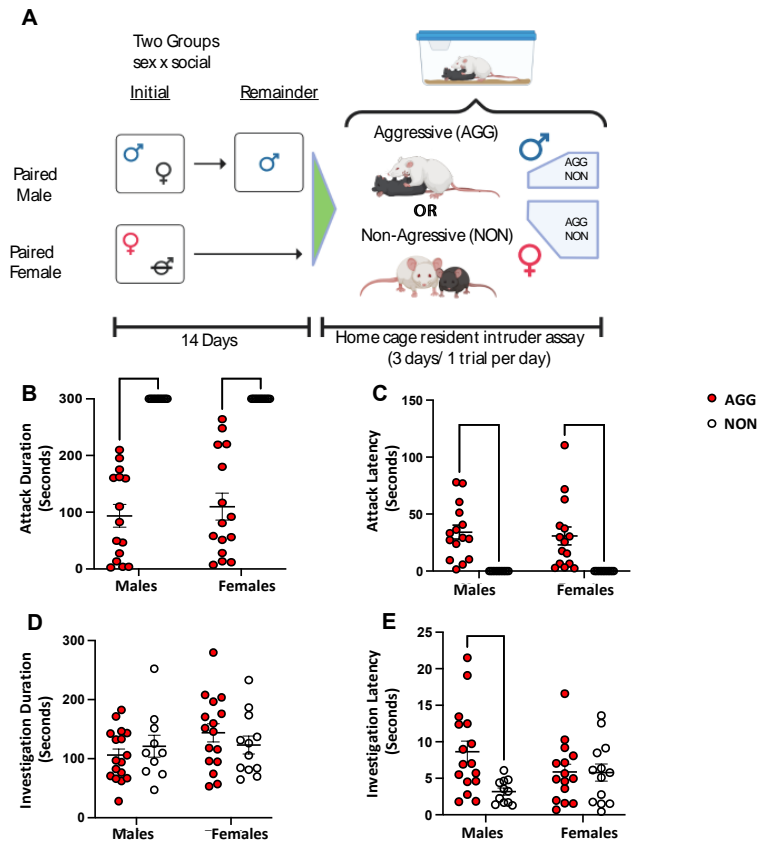 A
Two Groups
sex x social
Initial
Remainder
Aggressive (AGG)
AGG
NON
Paired
Male
OR
Non-Agressive (NON)
AGG
NON
Paired
Female
14 Days
Home cage resident intruder assay
(3 days/ 1 trial per day)
B
300
200
100
0
Attack Duration
(Seconds)
Males
Females
C
150
100
50
0
Attack Latency
(Seconds)
Males
Females
AGG
NON
D
300
200
100
0
Investigation Duration
(Seconds)
Males
Females
E
25
20
15
10
5
0
Investigation Latency
(Seconds)
Males
Females